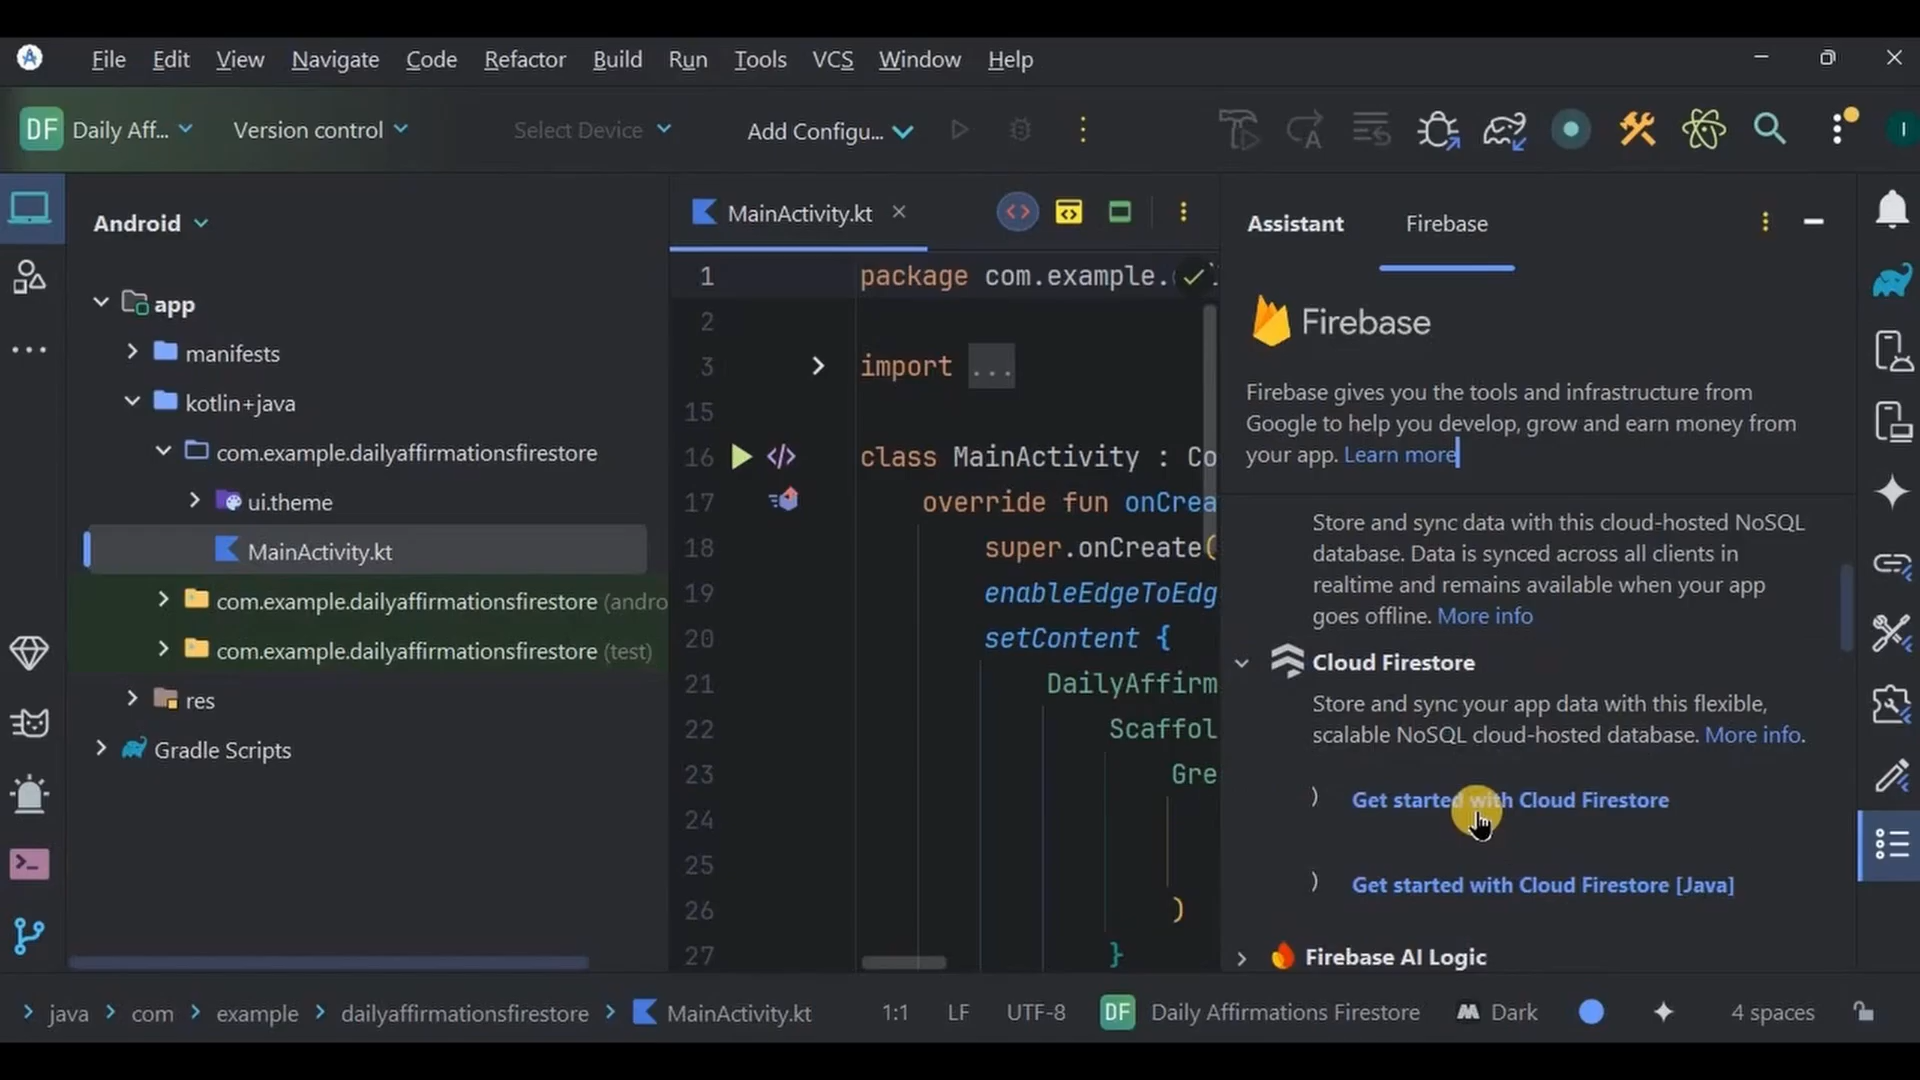 File Edit View Navigate Code Refactor Build Run Tools VCS Window Help
DF Daily Aff... Version control Select Device Add Configu... I
Android
app
manifests
kotlin+java
com.example.dailyaffirmationsfirestore
ui.theme
MainActivity.kt
com.example.dailyaffirmationsfirestore (andro
com.example.dailyaffirmationsfirestore (test)
res
Gradle Scripts
MainActivity.kt
1 package com.example.
2
3 import ...
15
16 class MainActivity : Co
17 override fun onCrea
18 super.onCreate(
19 enableEdgeToEdg
20 setContent {
21 DailyAffirm
22 Scaffol
23 Gre
24
25
26 )
27 }
Assistant Firebase
Firebase
Firebase gives you the tools and infrastructure from
Google to help you develop, grow and earn money from
your app. Learn more
Store and sync data with this cloud-hosted NoSQL
database. Data is synced across all clients in
realtime and remains available when your app
goes offline. More info
Cloud Firestore
Store and sync your app data with this flexible,
scalable NoSQL cloud-hosted database. More info.
Get started with Cloud Firestore
Get started with Cloud Firestore [Java]
Firebase AI Logic
java com example dailyaffirmationsfirestore MainActivity.kt 1:1 LF UTF-8 DF Daily Affirmations Firestore Dark 4 spaces